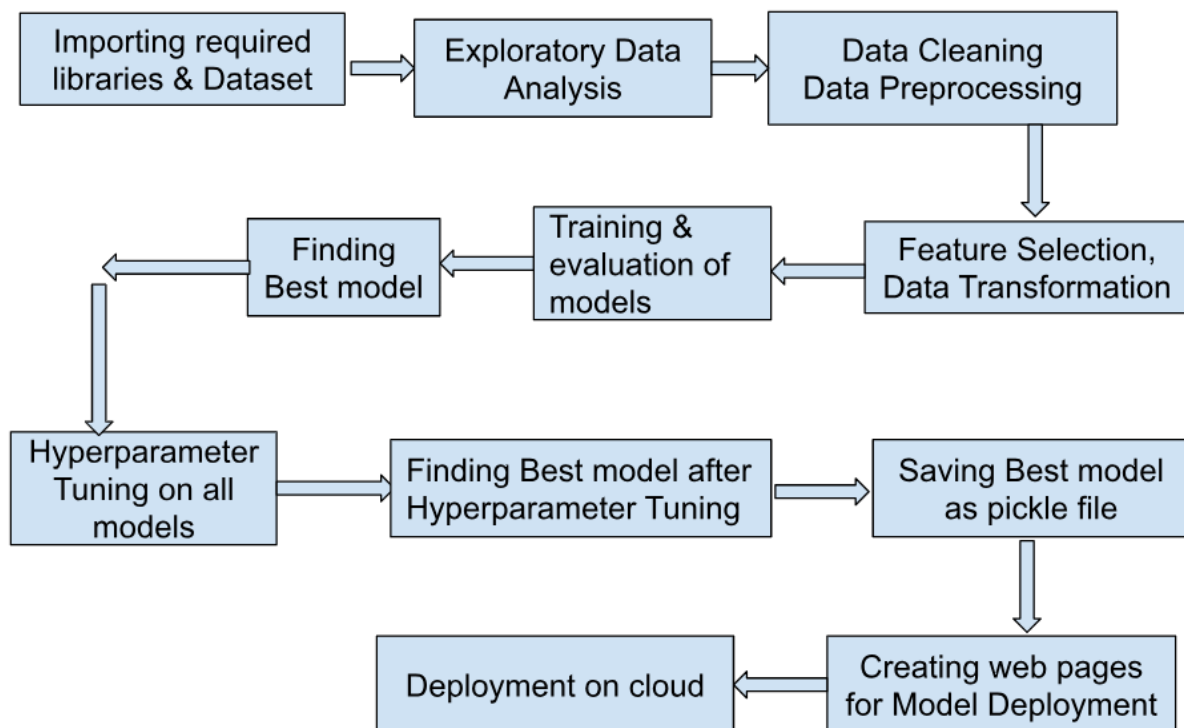 Importing required
libraries & Dataset
Exploratory Data
Analysis
Data Cleaning
Data Preprocessing
Feature Selection,
Data Transformation
Training &
evaluation of
models
Finding
Best model
Hyperparameter
Tuning on all
models
Finding Best model after
Hyperparameter Tuning
Saving Best model
as pickle file
Creating web pages
for Model Deployment
Deployment on cloud